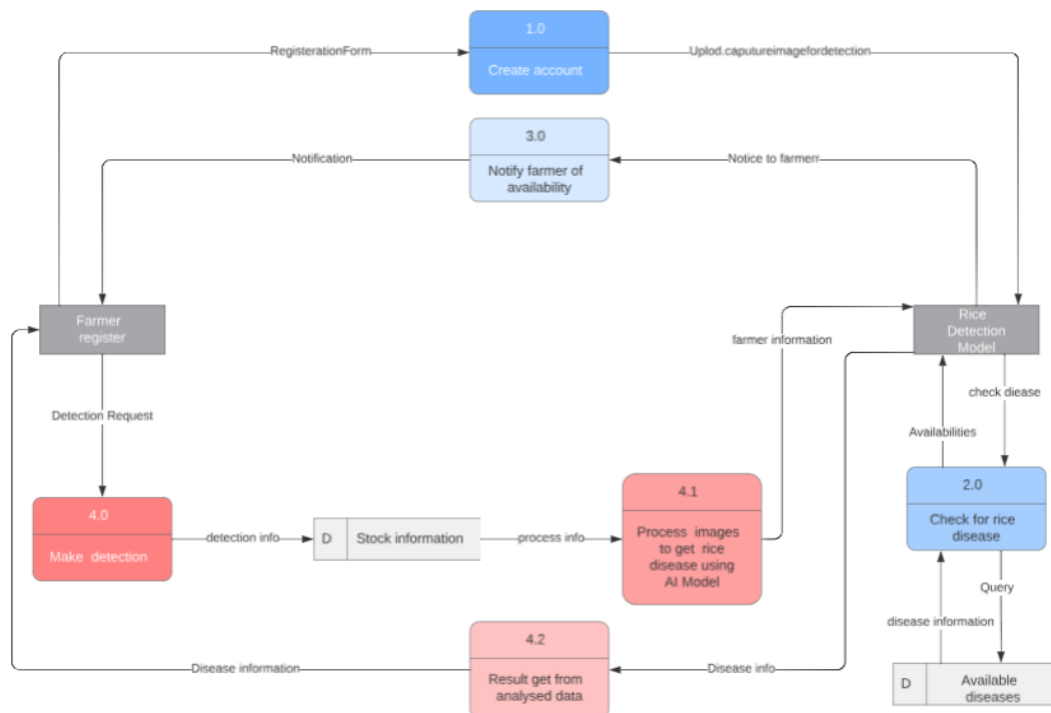 1.0
RegisterationForm
Uplod.caputureimagefordetection
Create account
3.0
Notification
Notice to farmerr
Notify farmer of
availability
Farmer
register
Rice
Detection
Model
farmer information
check diease
Detection Request
Availabilities
4.0
Make detection
detection info
D
Stock information
process info
4.1
Process images
to get rice
disease using
AI Model
2.0
Check for rice
disease
Query
disease information
4.2
Disease information
Disease info
Result get from
analysed data
D
Available
diseases